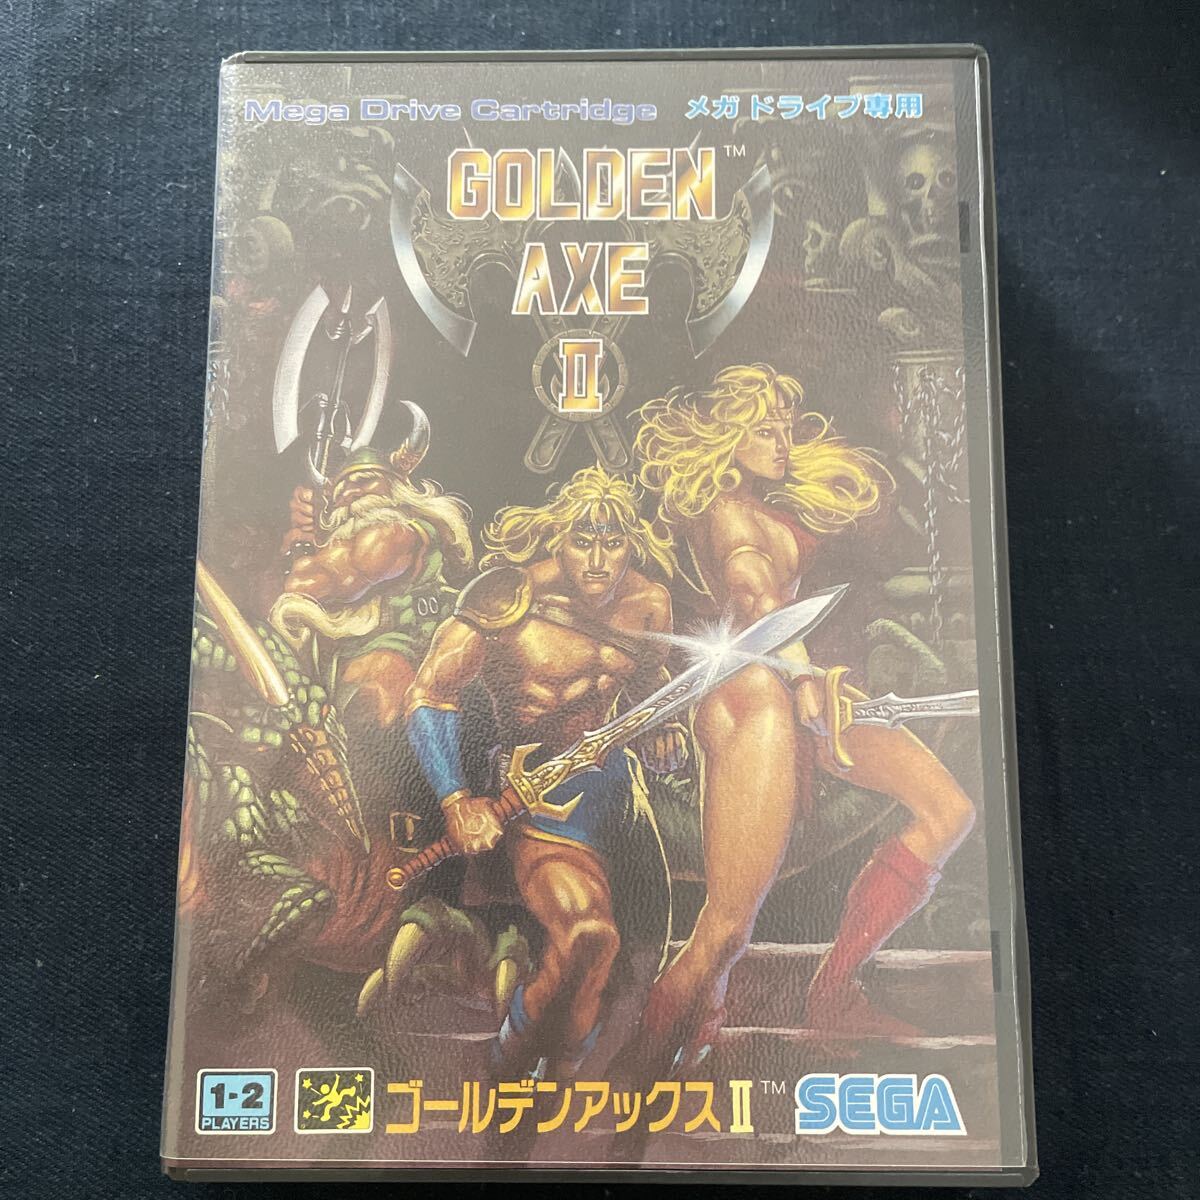 Mega Drive Cartridge メガドライブ専用
GOLDEN™
AXE
II
1-2
PLAYERS
ゴールデンアックスII™
SEGA